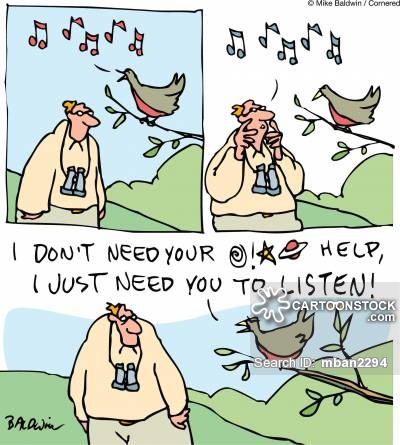 © Mike Baldwin / Cornered
I DON'T NEED YOUR @!★🪐 HELP,
I JUST NEED YOU TO LISTEN!
CARTOONSTOCK
.com
Search ID: mban2294
BALDWIN